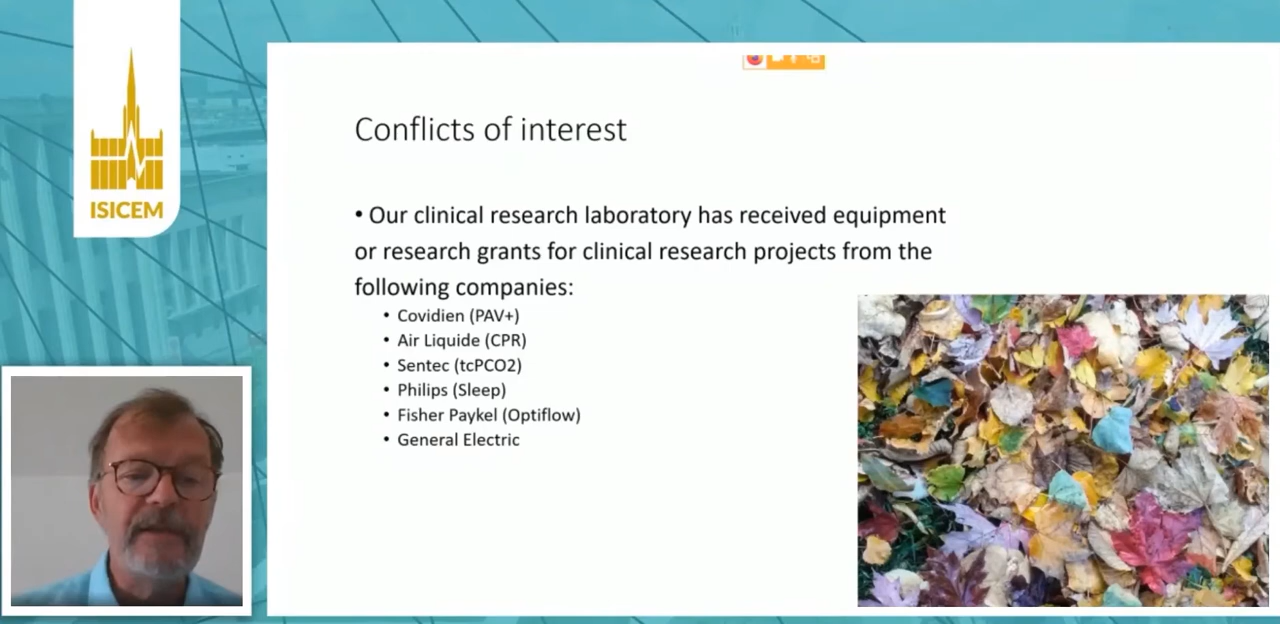 ISICEM
Conflicts of interest
• Our clinical research laboratory has received equipment
or research grants for clinical research projects from the
following companies:
• Covidien (PAV+)
• Air Liquide (CPR)
• Sentec (tcPCO2)
• Philips (Sleep)
• Fisher Paykel (Optiflow)
• General Electric